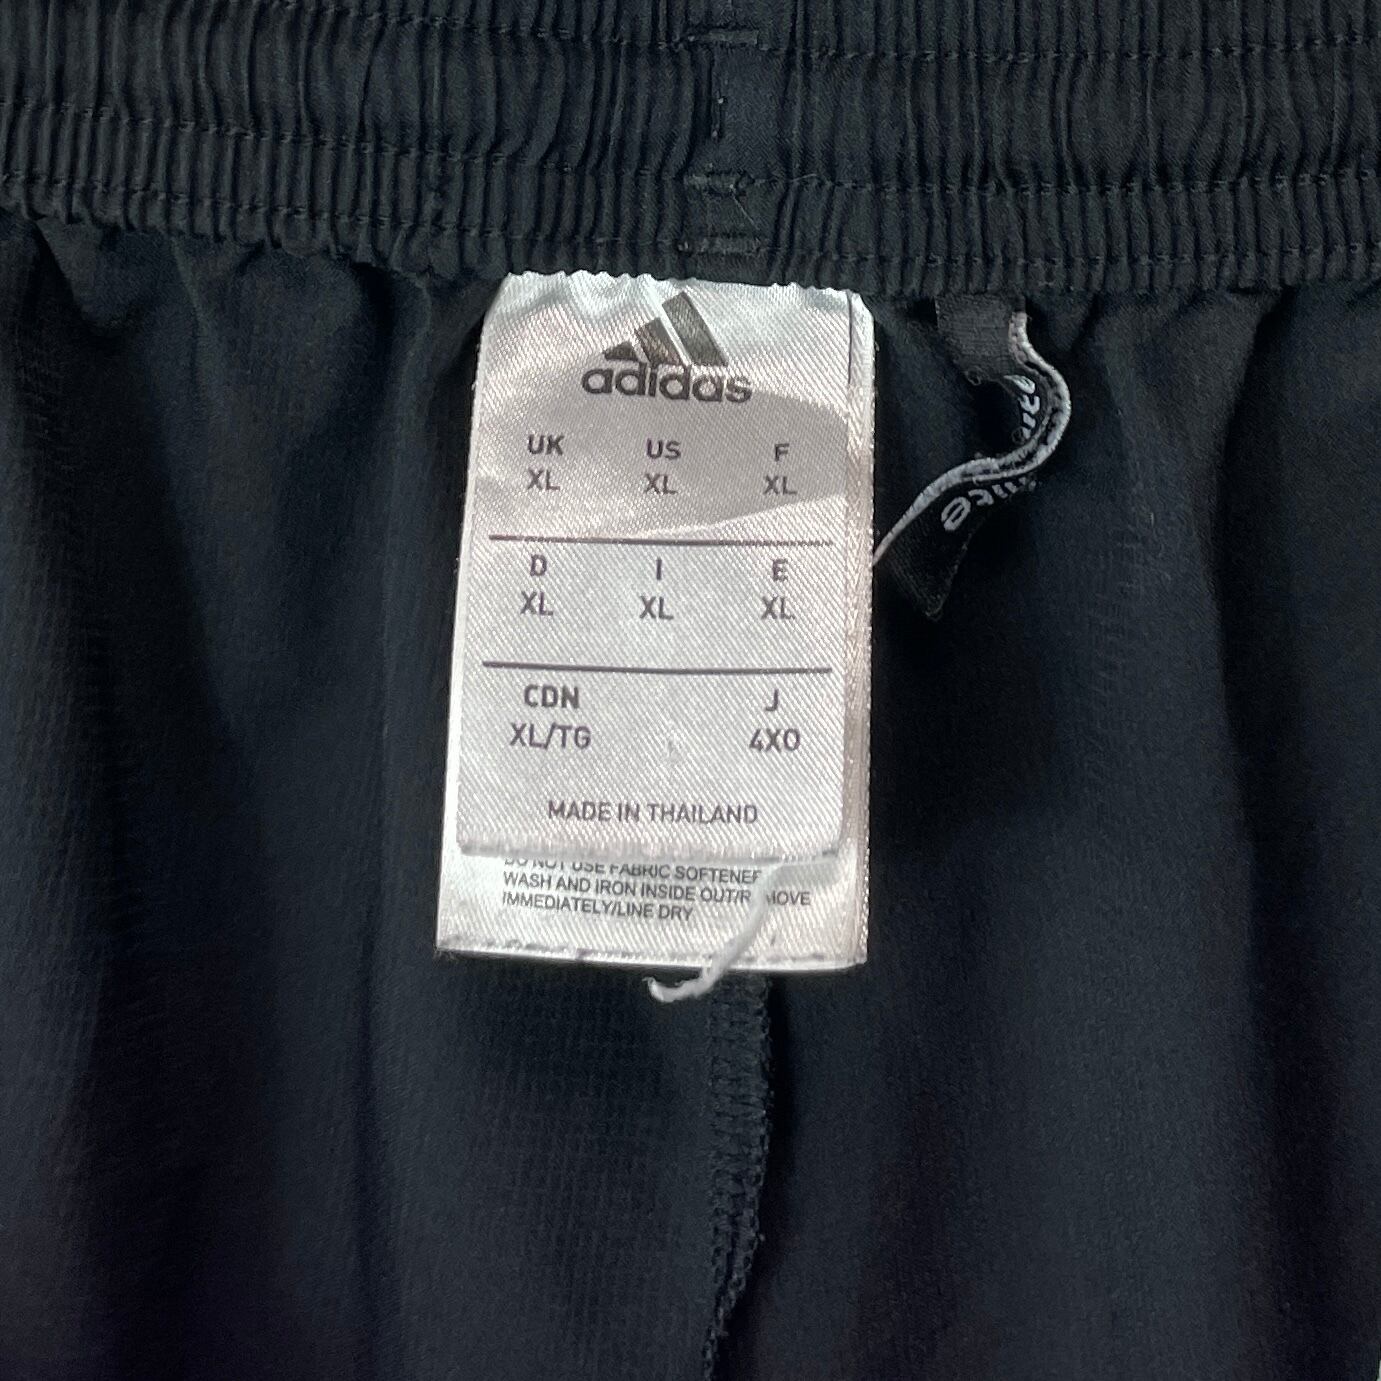 adidas
UK US F
XL XL XL
D I E
XL XL XL
CDN J
XL/TG 4XO
MADE IN THAILAND
DO NOT USE FABRIC SOFTENER
WASH AND IRON INSIDE OUT/R MOVE
IMMEDIATELY/LINE DRY